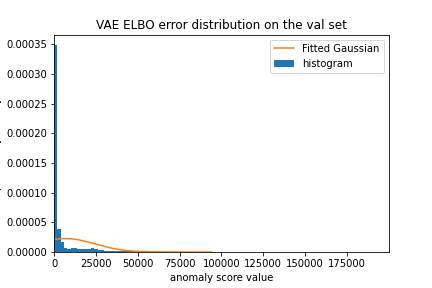 VAE ELBO error distribution on the val set
0.00035
0.00030
0.00025
0.00020
0.00015
0.00010
0.00005
0.00000
Fitted Gaussian
histogram
0 25000 50000 75000 100000 125000 150000 175000
anomaly score value